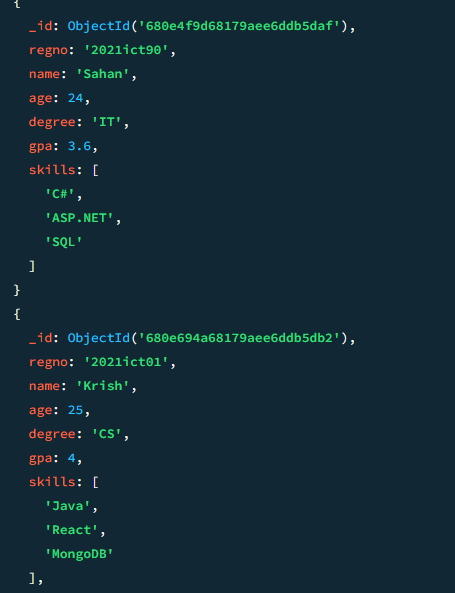 {
_id: ObjectId('680e4f9d68179aee6ddb5daf'),
regno: '2021ict90',
name: 'Sahan',
age: 24,
degree: 'IT',
gpa: 3.6,
skills: [
'C#',
'ASP.NET',
'SQL'
]
}
{
_id: ObjectId('680e694a68179aee6ddb5db2'),
regno: '2021ict01',
name: 'Krish',
age: 25,
degree: 'CS',
gpa: 4,
skills: [
'Java',
'React',
'MongoDB'
],